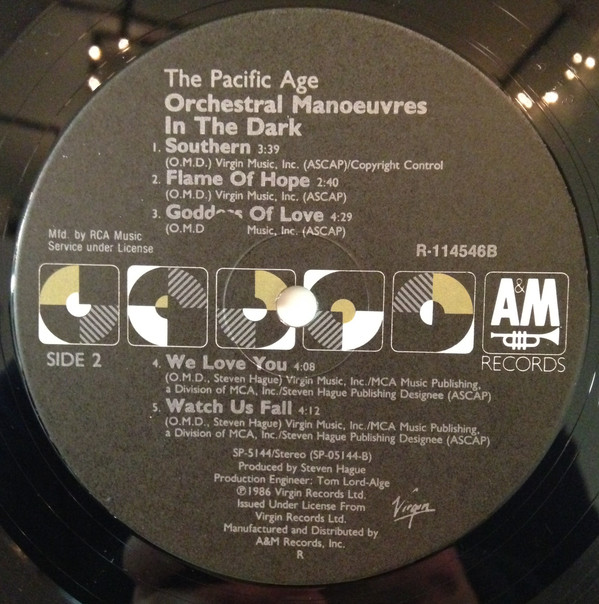 The Pacific Age
Orchestral Manoeuvres
In The Dark
1. Southern 3:39
(O.M.D.) Virgin Music, Inc. (ASCAP)/Copyright Control
2. Flame Of Hope 2:40
(O.M.D.) Virgin Music, Inc. (ASCAP)
3. Goddess Of Love 4:29
(O.M.D Music, Inc. (ASCAP)
Mfd. by RCA Music
Service under License
R-114546B
A&M
RECORDS
SIDE 2
4. We Love You 4:08
(O.M.D., Steven Hague) Virgin Music, Inc./MCA Music Publishing,
a Division of MCA, Inc./Steven Hague Publishing Designee (ASCAP)
5. Watch Us Fall 4:12
(O.M.D., Steven Hague) Virgin Music, Inc./MCA Music Publishing,
a Division of MCA, Inc./Steven Hague Publishing Designee (ASCAP)
SP-5144/Stereo (SP-05144-B)
Produced by Steven Hague
Production Engineer: Tom Lord-Alge
℗1986 Virgin Records Ltd.
Issued Under License From
Virgin Records Ltd.
Manufactured and Distributed by
A&M Records, Inc.
R
Virgin